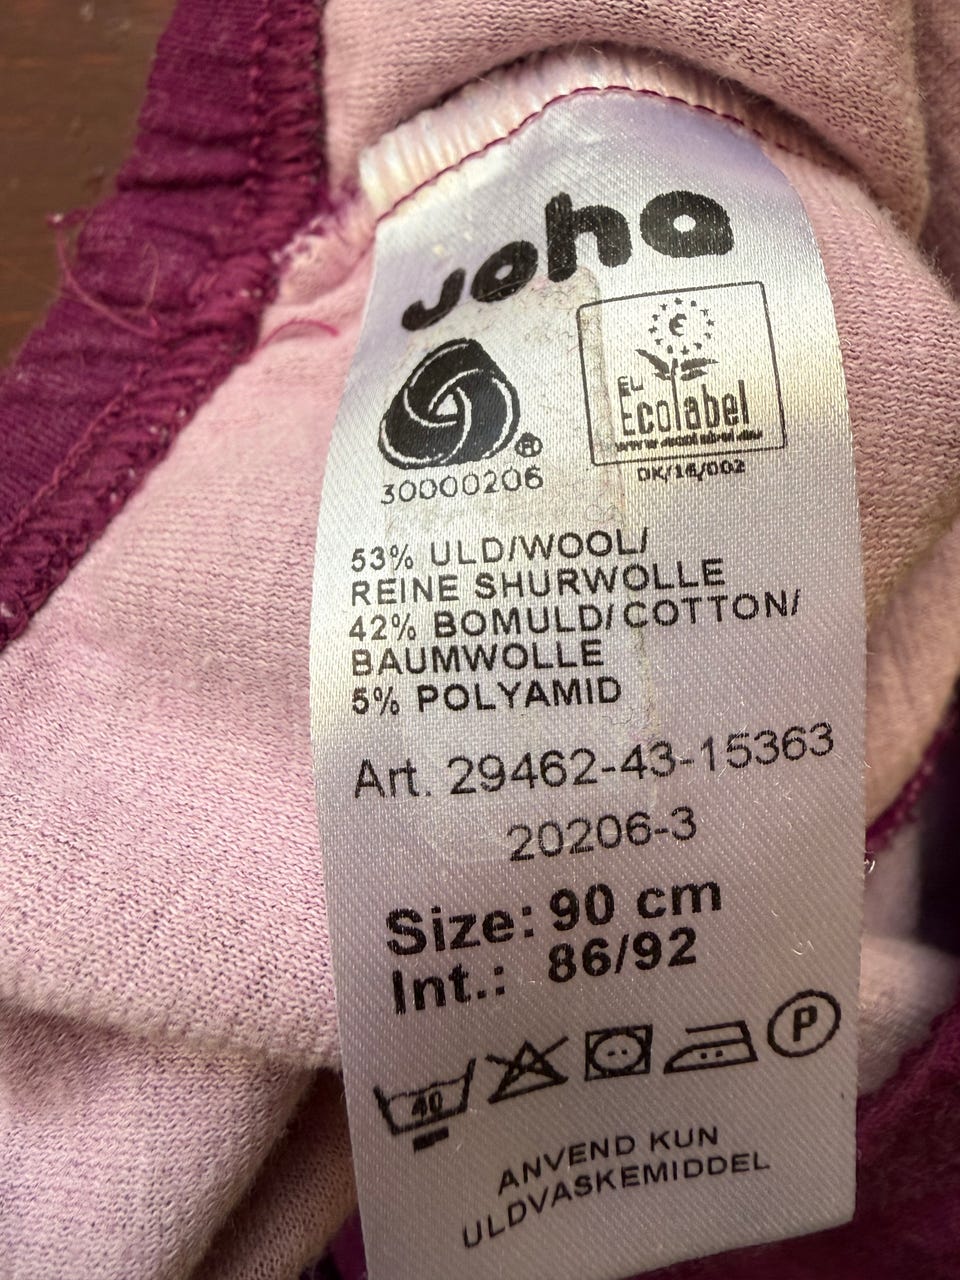 joha
EU
Ecolabel
®
30000206
DK/16/002
53% ULD/WOOL/
REINE SHURWOLLE
42% BOMULD/COTTON/
BAUMWOLLE
5% POLYAMID
Art. 29462-43-15363
20206-3
Size: 90 cm
Int.: 86/92
40
P
ANVEND KUN
ULDVASKEMIDDEL